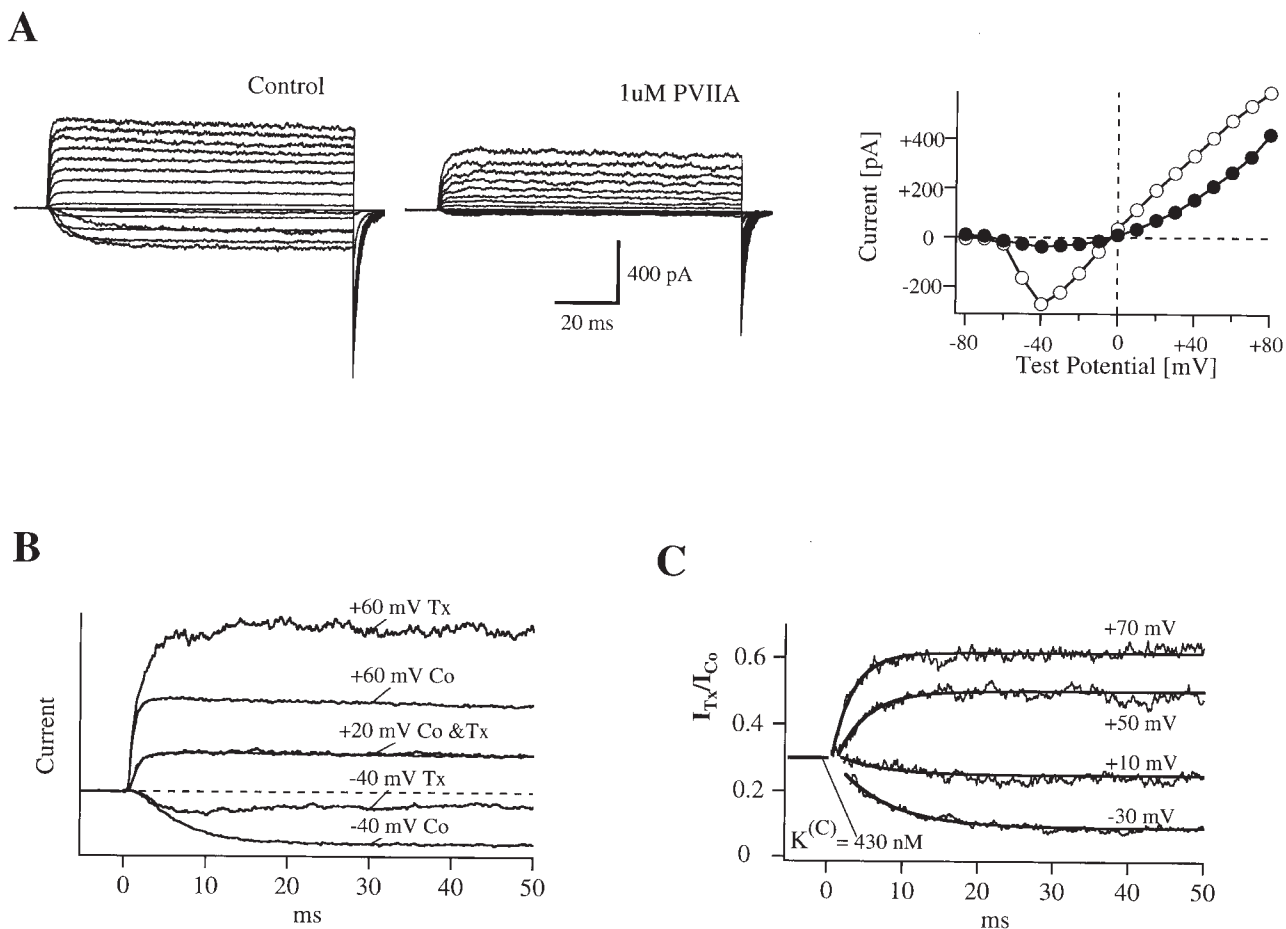 A
Control
1uM PVIIA
400 pA
20 ms
Current [pA]
+400
+200
0
-200
-80
-40
0
+40
+80
Test Potential [mV]
B
Current
+60 mV Tx
+60 mV Co
+20 mV Co &Tx
-40 mV Tx
-40 mV Co
0
10
20
30
40
50
ms
C
I_Tx/I_Co
0.6
0.4
0.2
0
+70 mV
+50 mV
+10 mV
-30 mV
K^(C) = 430 nM
0
10
20
30
40
50
ms